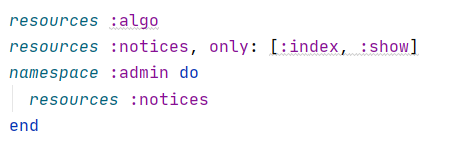 resources :algo
resources :notices, only: [:index, :show]
namespace :admin do
  resources :notices
end